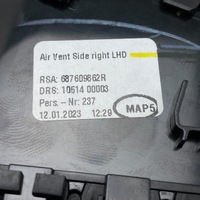 Air Vent Side right LHD
RSA: 687609862R
DRS: 10614 00003
Pers. - Nr: 237
12.01.2023 12:29
MAP5